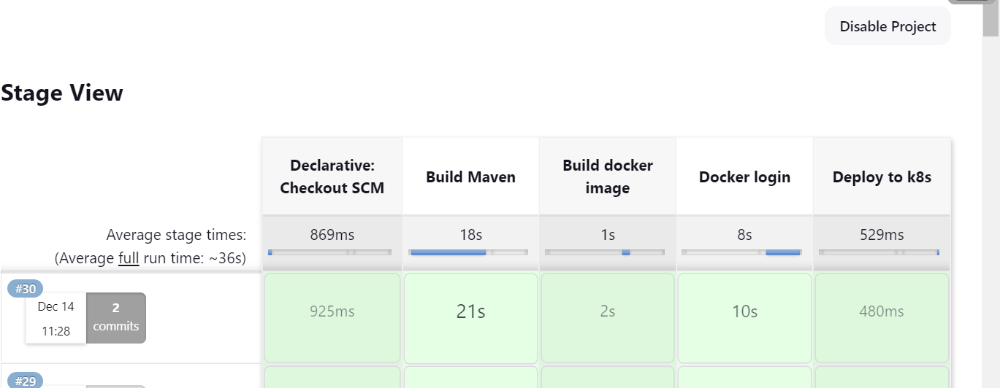 Disable Project
Stage View
Declarative:
Checkout SCM
Build Maven
Build docker
image
Docker login
Deploy to k8s
Average stage times:
(Average full run time: ~36s)
869ms
18s
1s
8s
529ms
#30
Dec 14
11:28
2
commits
925ms
21s
2s
10s
480ms
#29